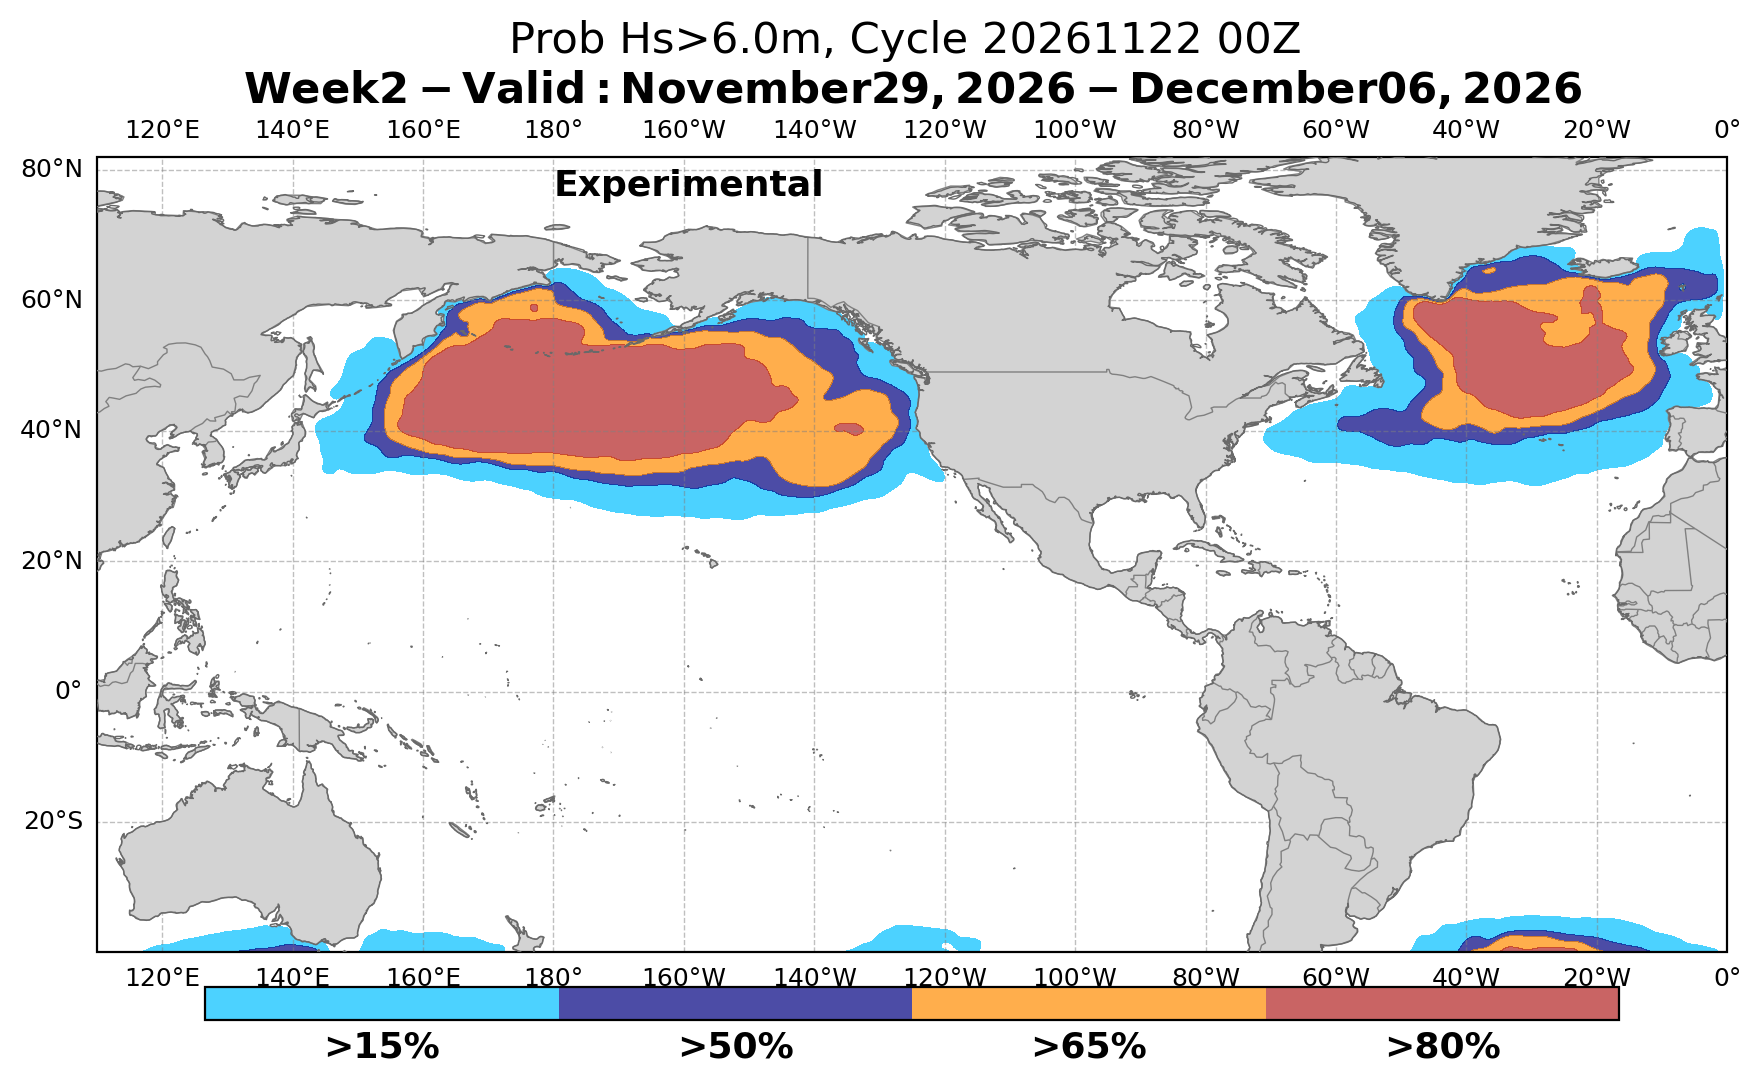 Prob Hs>6.0m, Cycle 20261122 00Z
Week2 − Valid : November29, 2026 − December06, 2026
120°E 140°E 160°E 180° 160°W 140°W 120°W 100°W 80°W 60°W 40°W 20°W 0°
80°N
Experimental
60°N
40°N
20°N
0°
20°S
120°E 140°E 160°E 180° 160°W 140°W 120°W 100°W 80°W 60°W 40°W 20°W 0°
>15% >50% >65% >80%